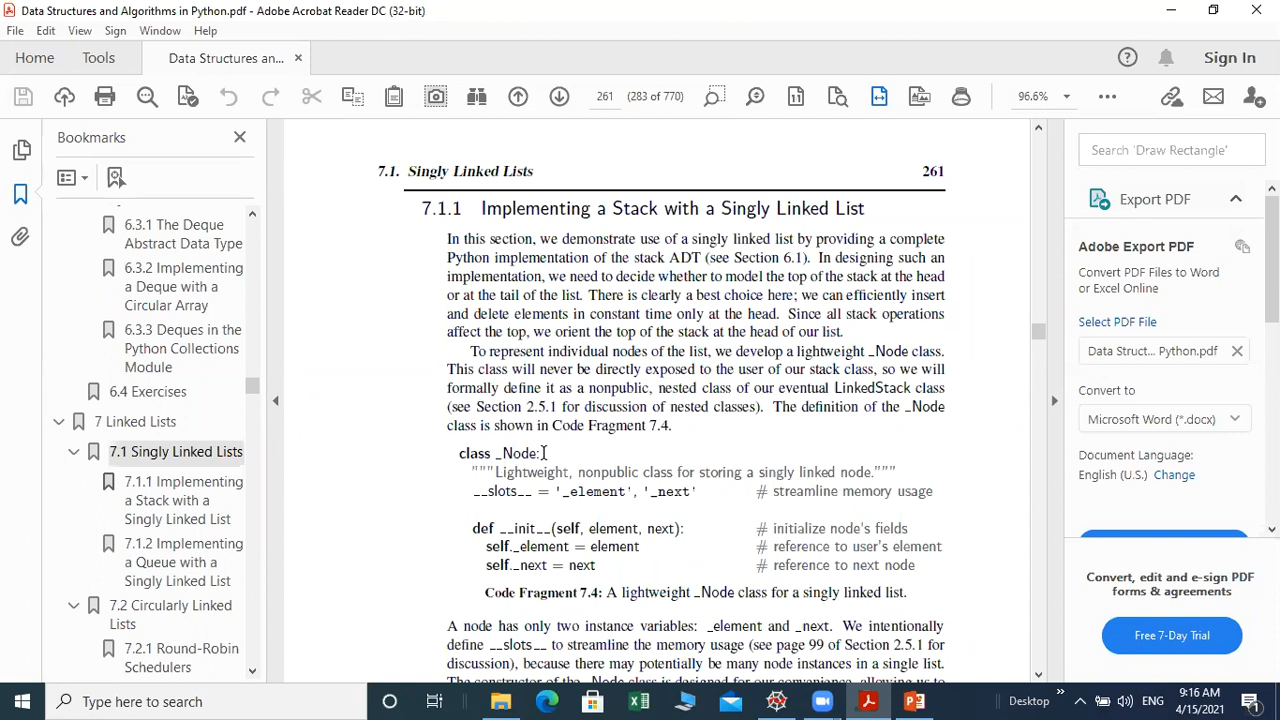 Data Structures and Algorithms in Python.pdf - Adobe Acrobat Reader DC (32-bit)
File Edit View Sign Window Help
Home Tools Data Structures an... Sign In
261 (283 of 770) 96.6%
Bookmarks
6.3.1 The Deque
Abstract Data Type
6.3.2 Implementing
a Deque with a
Circular Array
6.3.3 Deques in the
Python Collections
Module
6.4 Exercises
7 Linked Lists
7.1 Singly Linked Lists
7.1.1 Implementing
a Stack with a
Singly Linked List
7.1.2 Implementing
a Queue with a
Singly Linked List
7.2 Circularly Linked
Lists
7.2.1 Round-Robin
Schedulers
7.1. Singly Linked Lists 261
7.1.1 Implementing a Stack with a Singly Linked List
In this section, we demonstrate use of a singly linked list by providing a complete
Python implementation of the stack ADT (see Section 6.1). In designing such an
implementation, we need to decide whether to model the top of the stack at the head
or at the tail of the list. There is clearly a best choice here; we can efficiently insert
and delete elements in constant time only at the head. Since all stack operations
affect the top, we orient the top of the stack at the head of our list.
To represent individual nodes of the list, we develop a lightweight _Node class.
This class will never be directly exposed to the user of our stack class, so we will
formally define it as a nonpublic, nested class of our eventual LinkedStack class
(see Section 2.5.1 for discussion of nested classes). The definition of the _Node
class is shown in Code Fragment 7.4.
class _Node:
"""Lightweight, nonpublic class for storing a singly linked node."""
__slots__ = '_element', '_next' # streamline memory usage
def __init__(self, element, next): # initialize node's fields
self._element = element # reference to user's element
self._next = next # reference to next node
Code Fragment 7.4: A lightweight _Node class for a singly linked list.
A node has only two instance variables: _element and _next. We intentionally
define __slots__ to streamline the memory usage (see page 99 of Section 2.5.1 for
discussion), because there may potentially be many node instances in a single list.
The constructor of the _Node class is designed for our convenience, allowing us to
Search 'Draw Rectangle'
Export PDF
Adobe Export PDF
Convert PDF Files to Word
or Excel Online
Select PDF File
Data Struct... Python.pdf
Convert to
Microsoft Word (*.docx)
Document Language:
English (U.S.) Change
Convert, edit and e-sign PDF
forms & agreements
Free 7-Day Trial
Type here to search
Desktop
ENG
9:16 AM
4/15/2021